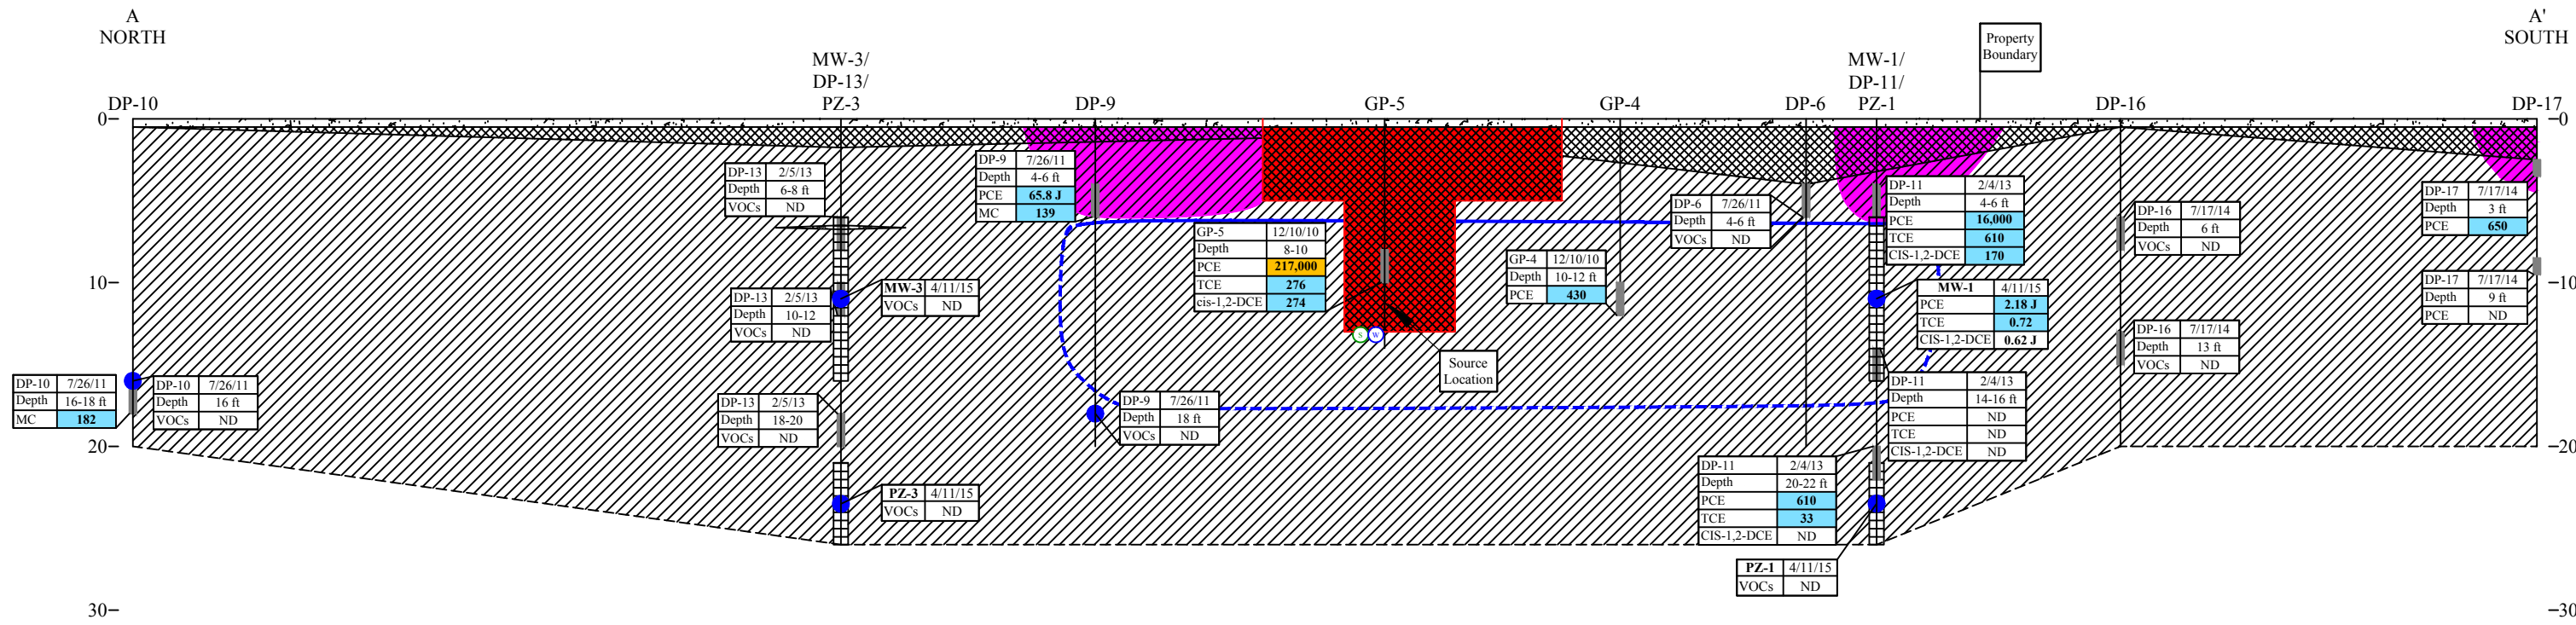 A
NORTH
A'
SOUTH
Property
Boundary
MW-3/
DP-13/
PZ-3
MW-1/
DP-11/
PZ-1
DP-10
DP-9
GP-5
GP-4
DP-6
DP-16
DP-17
0
0
10
10
20
20
30
30
DP-13 2/5/13
Depth 6-8 ft
VOCs ND
DP-9 7/26/11
Depth 4-6 ft
PCE 65.8 J
MC 139
DP-6 7/26/11
Depth 4-6 ft
VOCs ND
DP-11 2/4/13
Depth 4-6 ft
PCE 16,000
TCE 610
CIS-1,2-DCE 170
DP-16 7/17/14
Depth 6 ft
VOCs ND
DP-17 7/17/14
Depth 3 ft
PCE 650
GP-5 12/10/10
Depth 8-10
PCE 217,000
TCE 276
cis-1,2-DCE 274
GP-4 12/10/10
Depth 10-12 ft
PCE 430
DP-17 7/17/14
Depth 9 ft
PCE ND
MW-3 4/11/15
VOCs ND
DP-13 2/5/13
Depth 10-12
VOCs ND
MW-1 4/11/15
PCE 2.18 J
TCE 0.72
CIS-1,2-DCE 0.62 J
DP-16 7/17/14
Depth 13 ft
VOCs ND
S W
Source
Location
DP-10 7/26/11
Depth 16-18 ft
MC 182
DP-10 7/26/11
Depth 16 ft
VOCs ND
DP-13 2/5/13
Depth 18-20
VOCs ND
DP-9 7/26/11
Depth 18 ft
VOCs ND
DP-11 2/4/13
Depth 14-16 ft
PCE ND
TCE ND
CIS-1,2-DCE ND
DP-11 2/4/13
Depth 20-22 ft
PCE 610
TCE 33
CIS-1,2-DCE ND
PZ-3 4/11/15
VOCs ND
PZ-1 4/11/15
VOCs ND